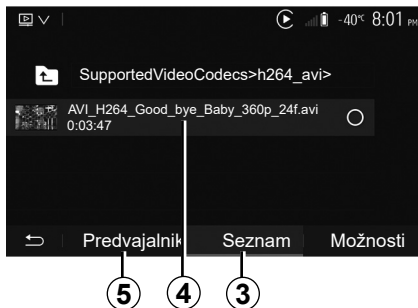 -40°C 8:01 PM
SupportedVideoCodecs>h264_avi>
AVI_H264_Good_bye_Baby_360p_24f.avi
0:03:47
Predvajalnik Seznam Možnosti
5 4 3